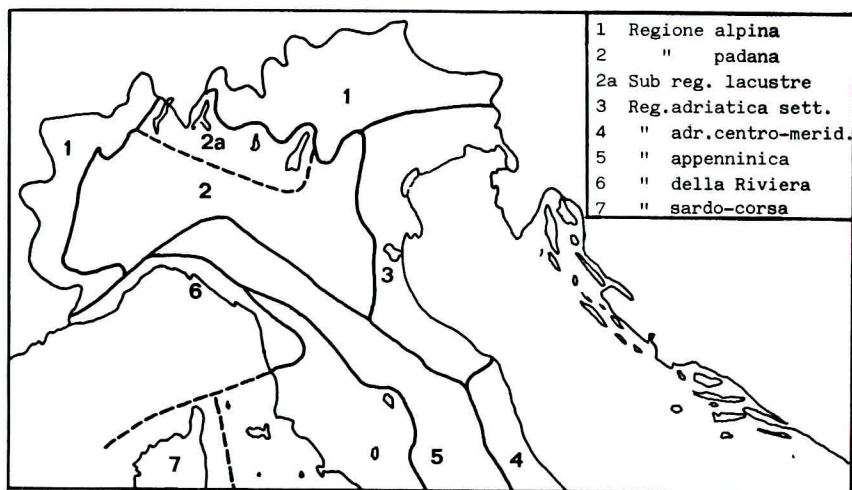 1 Regione alpina
2 " padana
2a Sub reg. lacustre
3 Reg.adriatica sett.
4 " adr.centro-merid.
5 " appenninica
6 " della Riviera
7 " sardo-corsa
1
1
2a
2
3
6
7
5
4